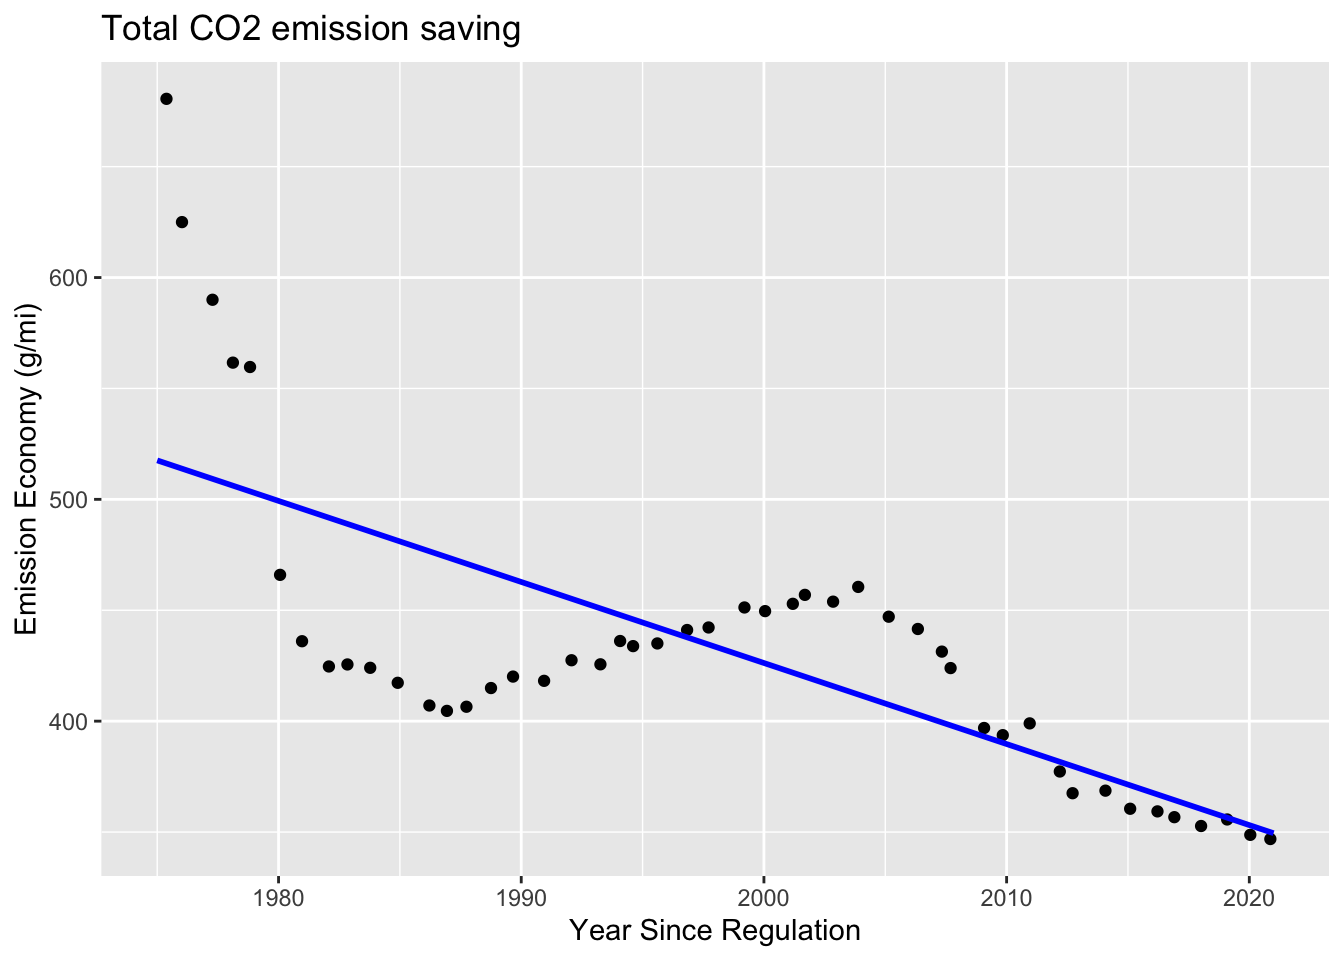 Total CO2 emission saving
Emission Economy (g/mi)
600
500
400
1980
1990
2000
2010
2020
Year Since Regulation